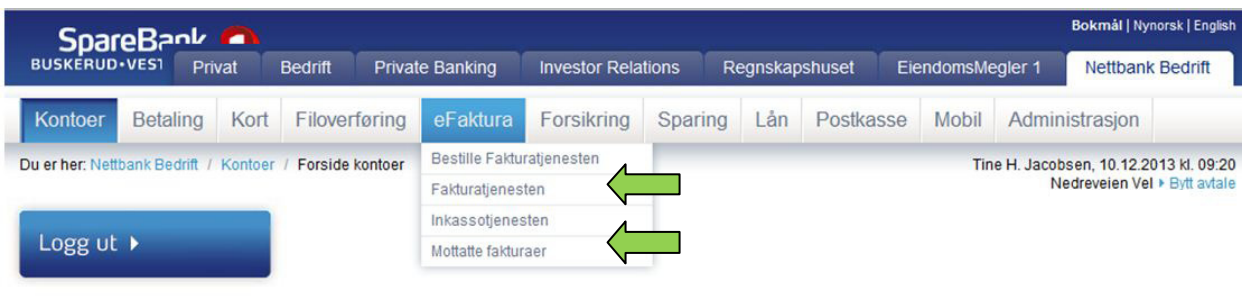 Bokmål | Nynorsk | English
SpareBank 1
BUSKERUD•VEST
Privat Bedrift Private Banking Investor Relations Regnskapshuset EiendomsMegler 1 Nettbank Bedrift
Kontoer Betaling Kort Filoverføring eFaktura Forsikring Sparing Lån Postkasse Mobil Administrasjon
Du er her: Nettbank Bedrift / Kontoer / Forside kontoer
Tine H. Jacobsen, 10.12.2013 kl. 09:20
Nedreveien Vel Bytt avtale
Bestille Fakturatjenesten
Fakturatjenesten
Inkassotjenesten
Mottatte fakturaer
Logg ut